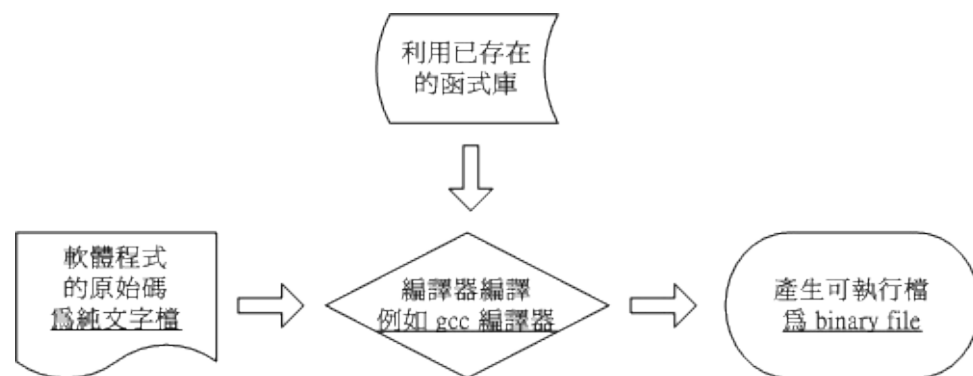 利用已存在
的函式庫
軟體程式
的原始碼
為純文字檔
編譯器編譯
例如 gcc 編譯器
產生可執行檔
為 binary file